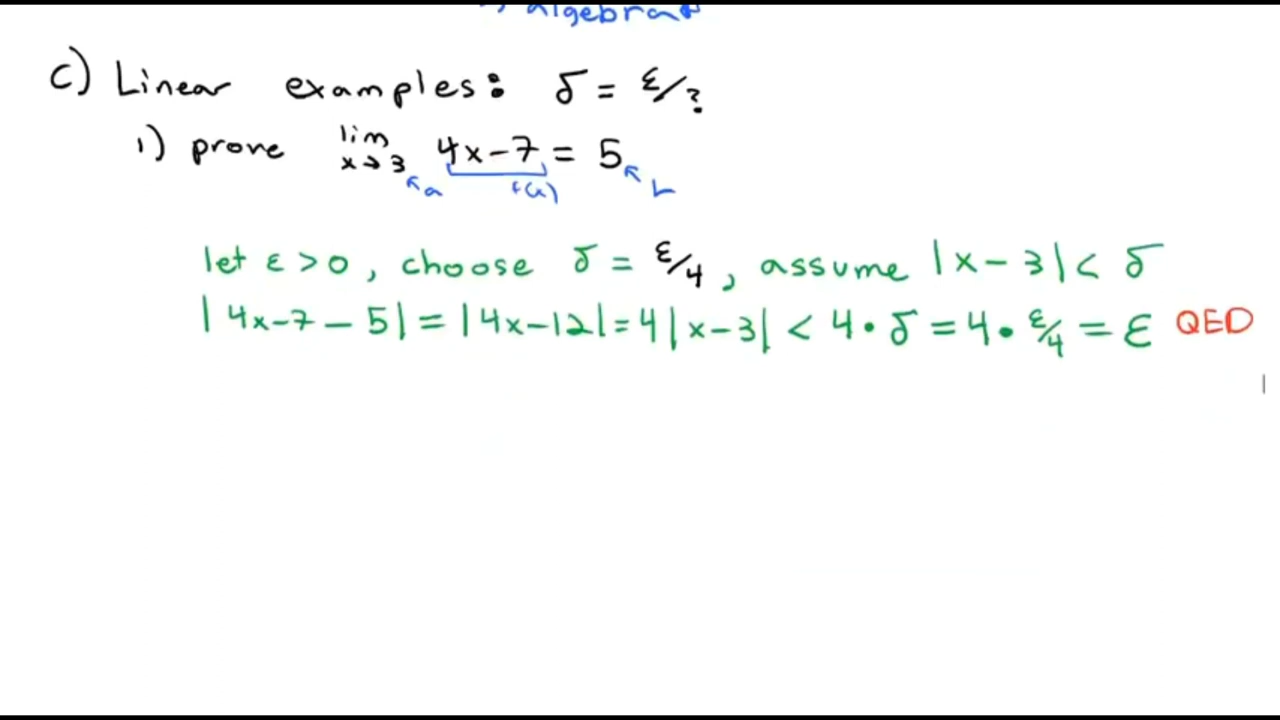 algebra
c) Linear examples: δ = ε/?
i) prove lim x→3 4x-7 = 5
a f(x) L
let ε > 0, choose δ = ε/4, assume |x-3| < δ
|4x-7-5| = |4x-12| = 4|x-3| < 4·δ = 4·ε/4 = ε QED